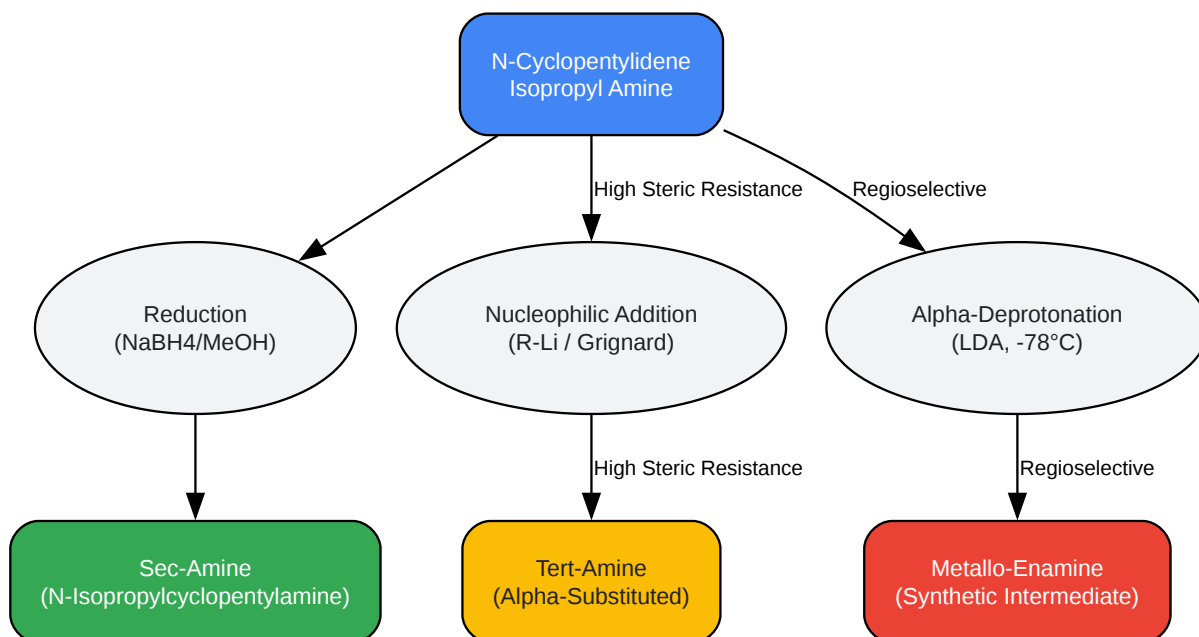 N-Cyclopentylidene
Isopropyl Amine
High Steric Resistance
Regioselective
Reduction
(NaBH4/MeOH)
Nucleophilic Addition
(R-Li / Grignard)
Alpha-Deprotonation
(LDA, -78°C)
High Steric Resistance
Regioselective
Sec-Amine
(N-Isopropylcyclopentylamine)
Tert-Amine
(Alpha-Substituted)
Metallo-Enamine
(Synthetic Intermediate)